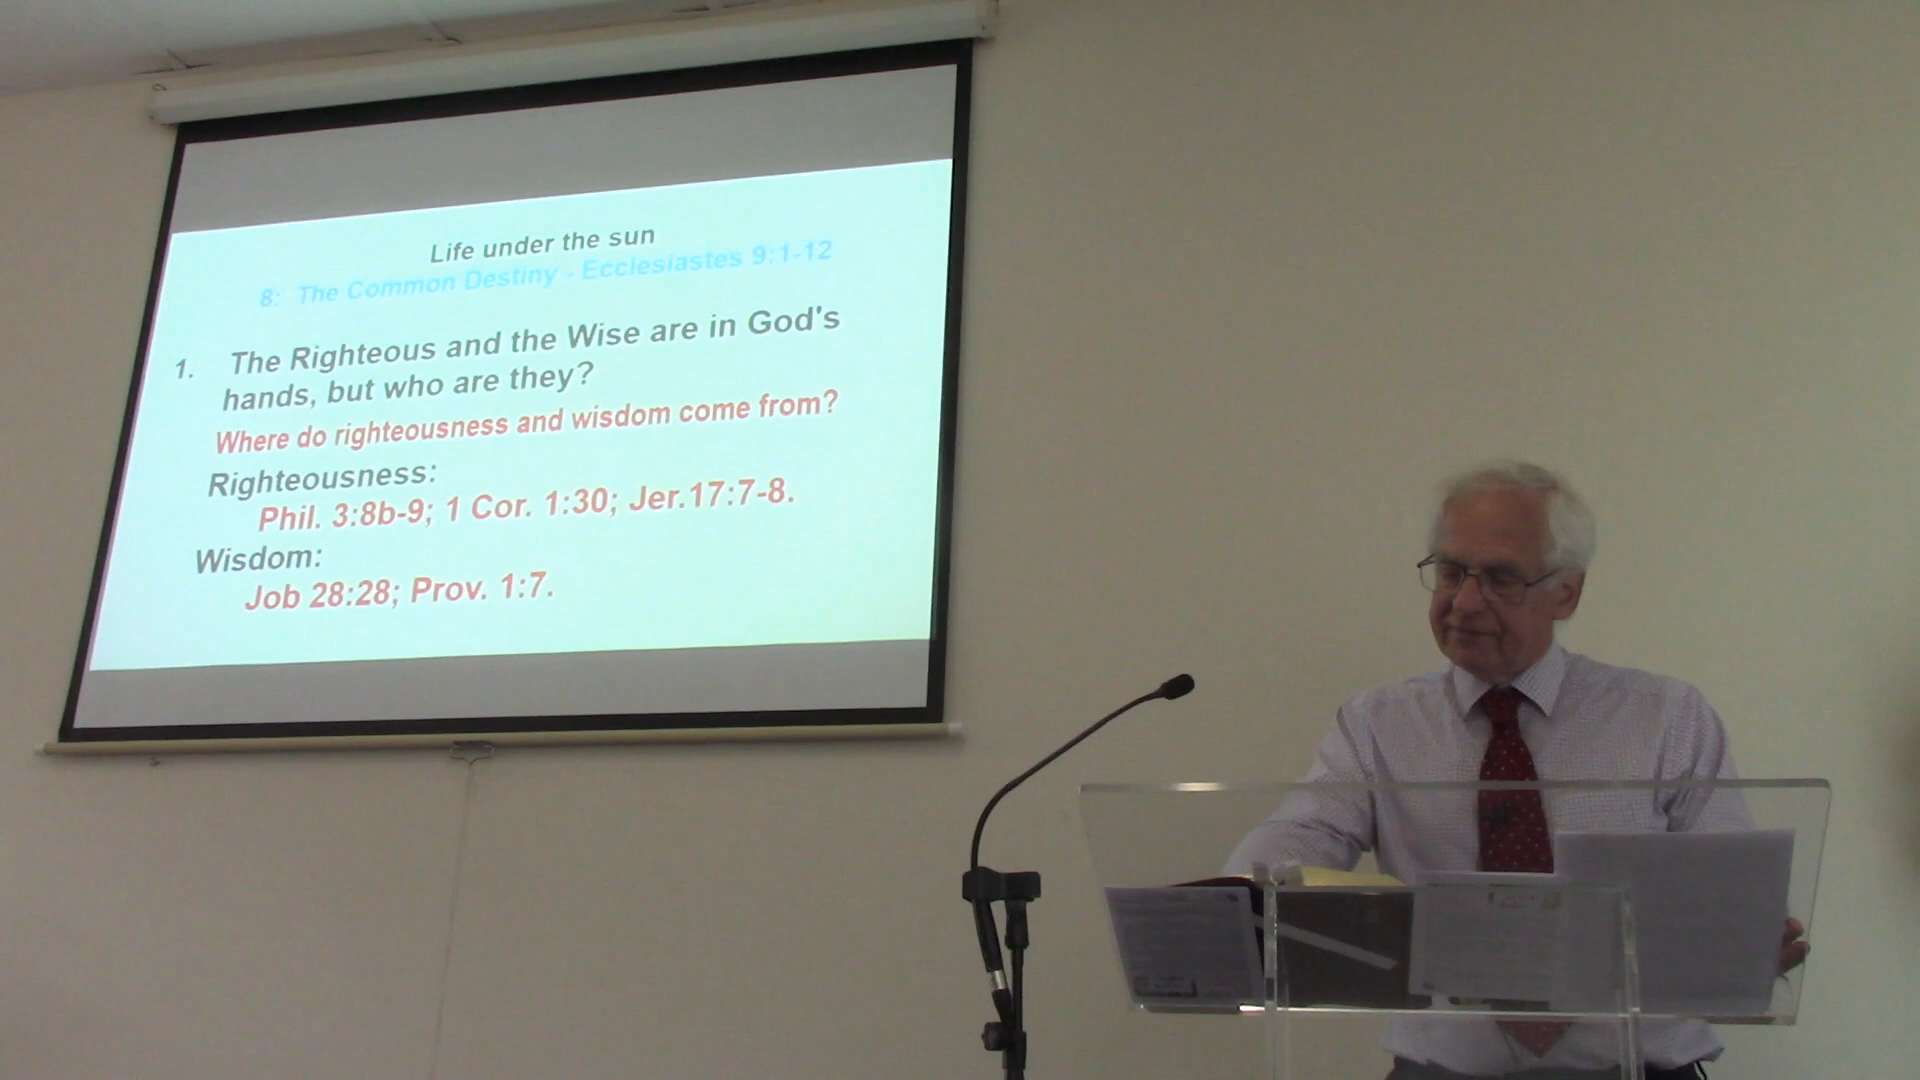 Life under the sun
8: The Common Destiny - Ecclesiastes 9:1-12
1. The Righteous and the Wise are in God's
hands, but who are they?
Where do righteousness and wisdom come from?
Righteousness:
Phil. 3:8b-9; 1 Cor. 1:30; Jer.17:7-8.
Wisdom:
Job 28:28; Prov. 1:7.